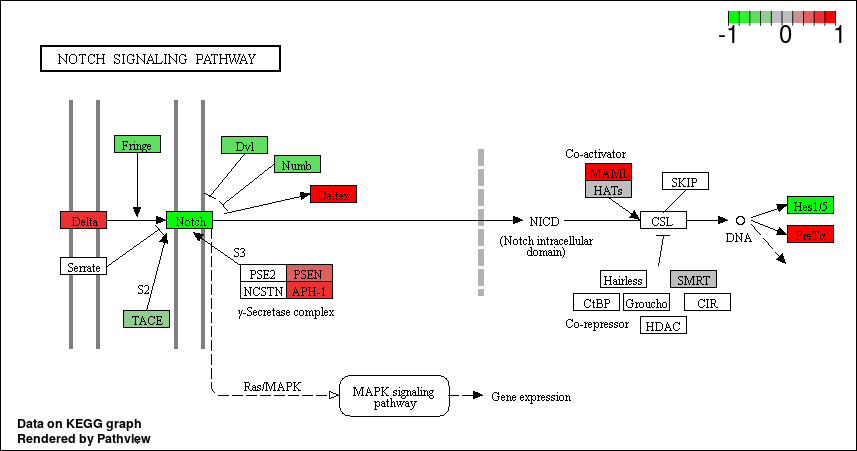 -1 0 1
NOTCH SIGNALING PATHWAY
Fringe
Dvl
Numb
Deltex
Delta
Notch
Serrate
S2
TACE
S3
PSE2 PSEN
NCSTN APH-1
γ-Secretase complex
Co-activator
MAML
HATs
SKIP
NICD
(Notch intracellular
domain)
CSL
DNA
Hes1/5
PreTα
Hairless
SMRT
CtBP Groucho CIR
Co-repressor
HDAC
Ras/MAPK
MAPK signaling
pathway
Gene expression
Data on KEGG graph
Rendered by Pathview